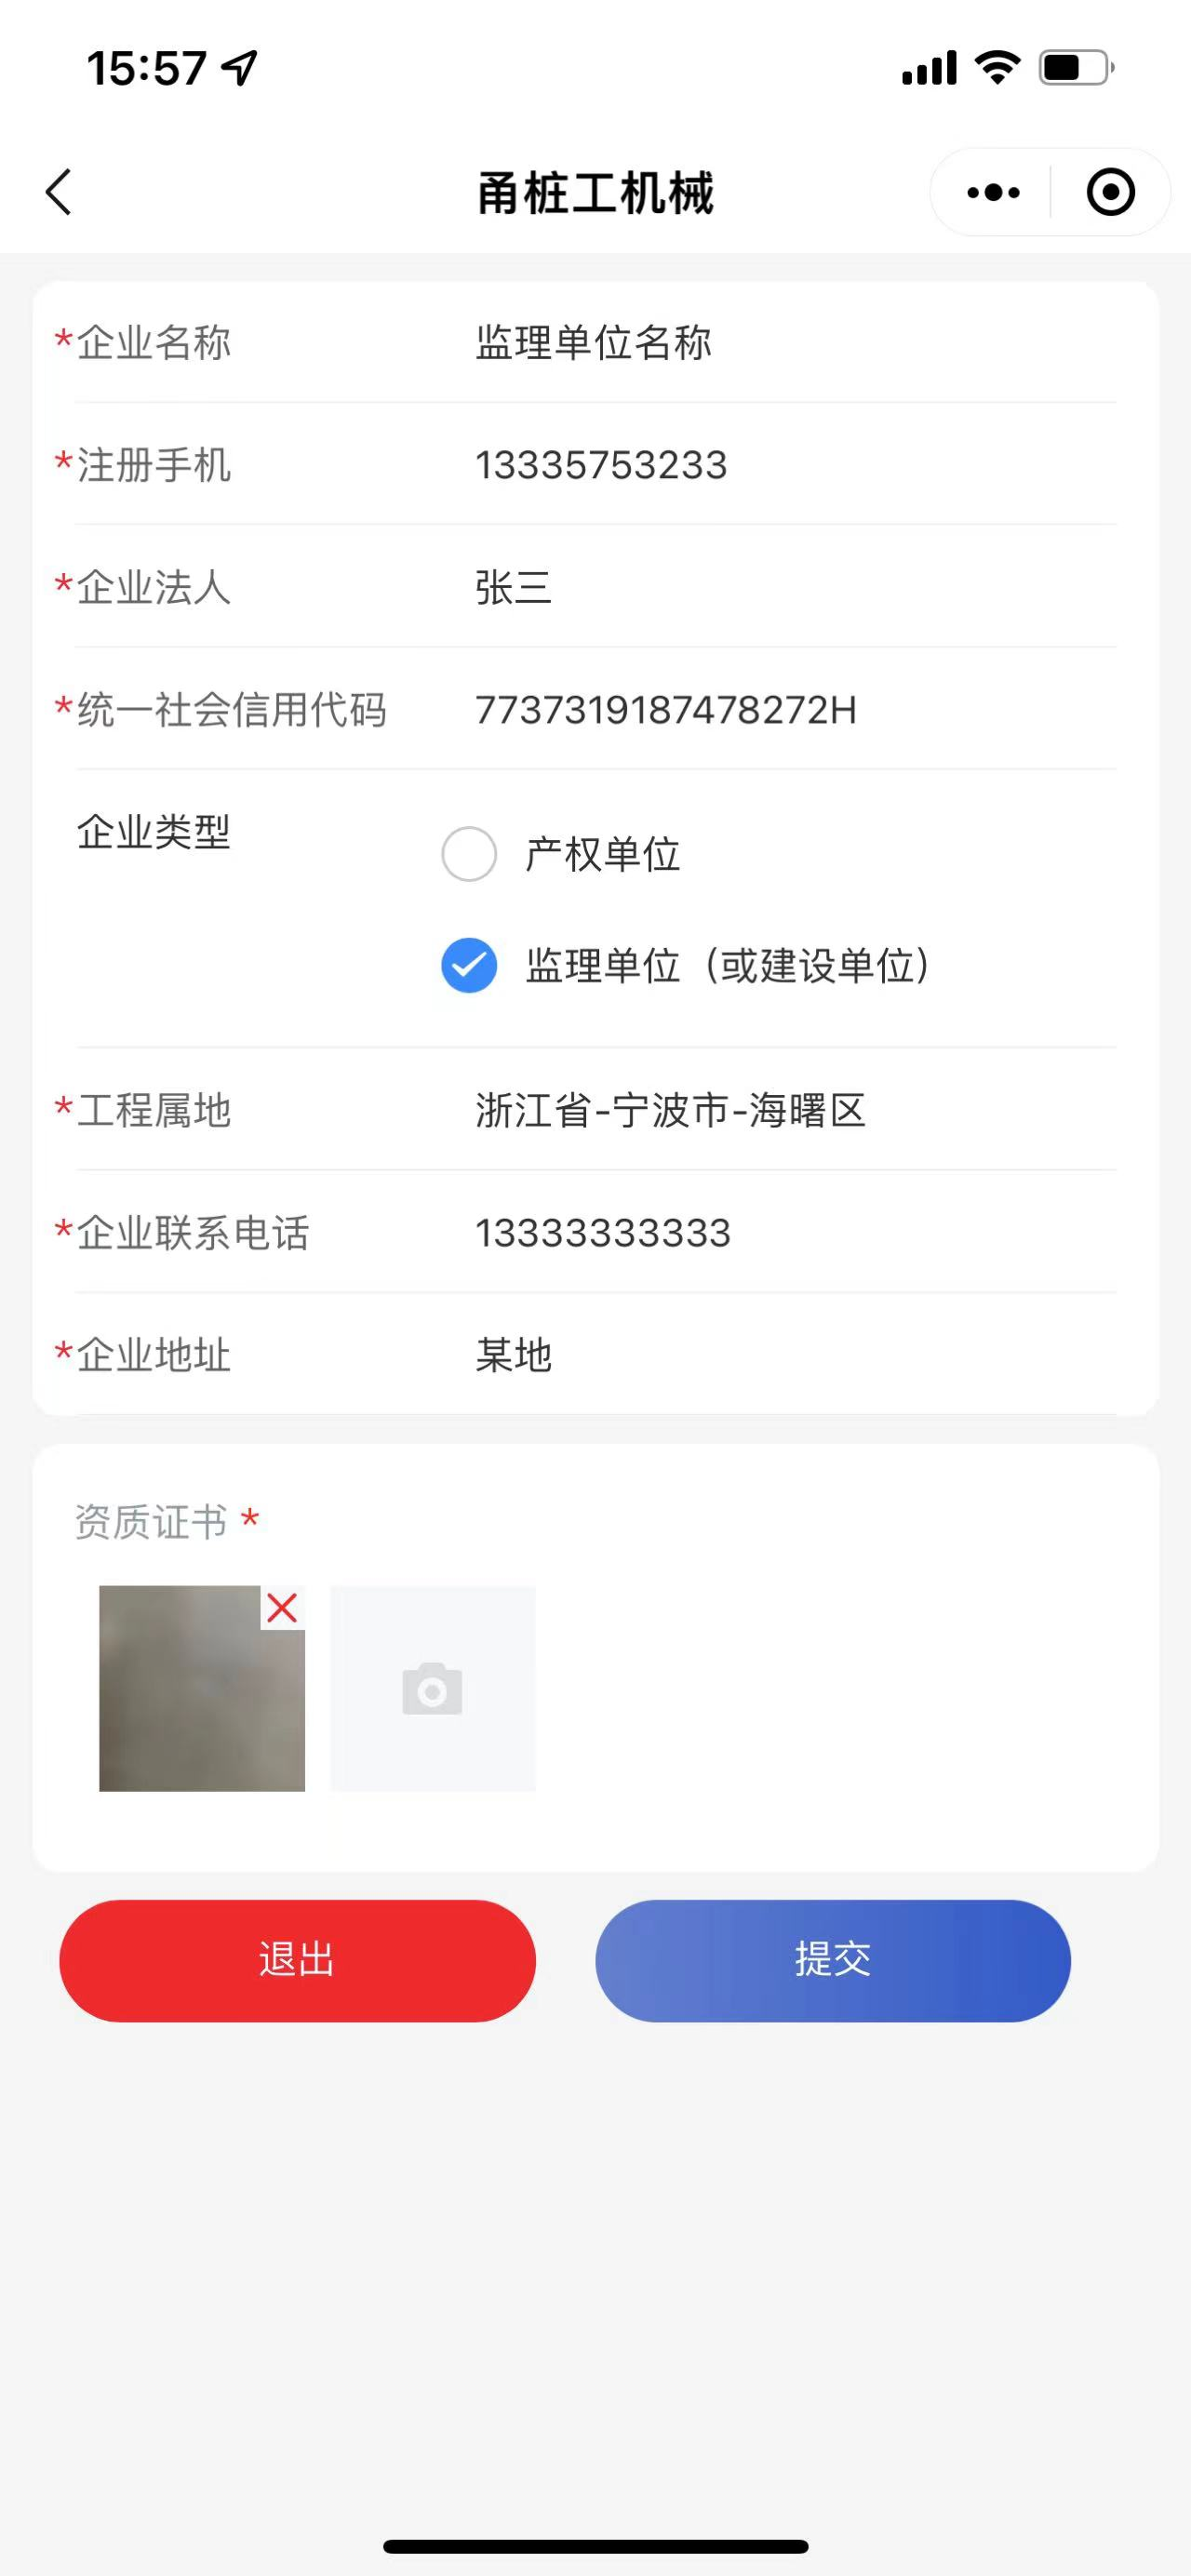 15:57
甬桩工机械
*企业名称 监理单位名称
*注册手机 13335753233
*企业法人 张三
*统一社会信用代码 7737319187478272H
企业类型 产权单位
监理单位（或建设单位）
*工程属地 浙江省-宁波市-海曙区
*企业联系电话 13333333333
*企业地址 某地
资质证书 *
退出 提交